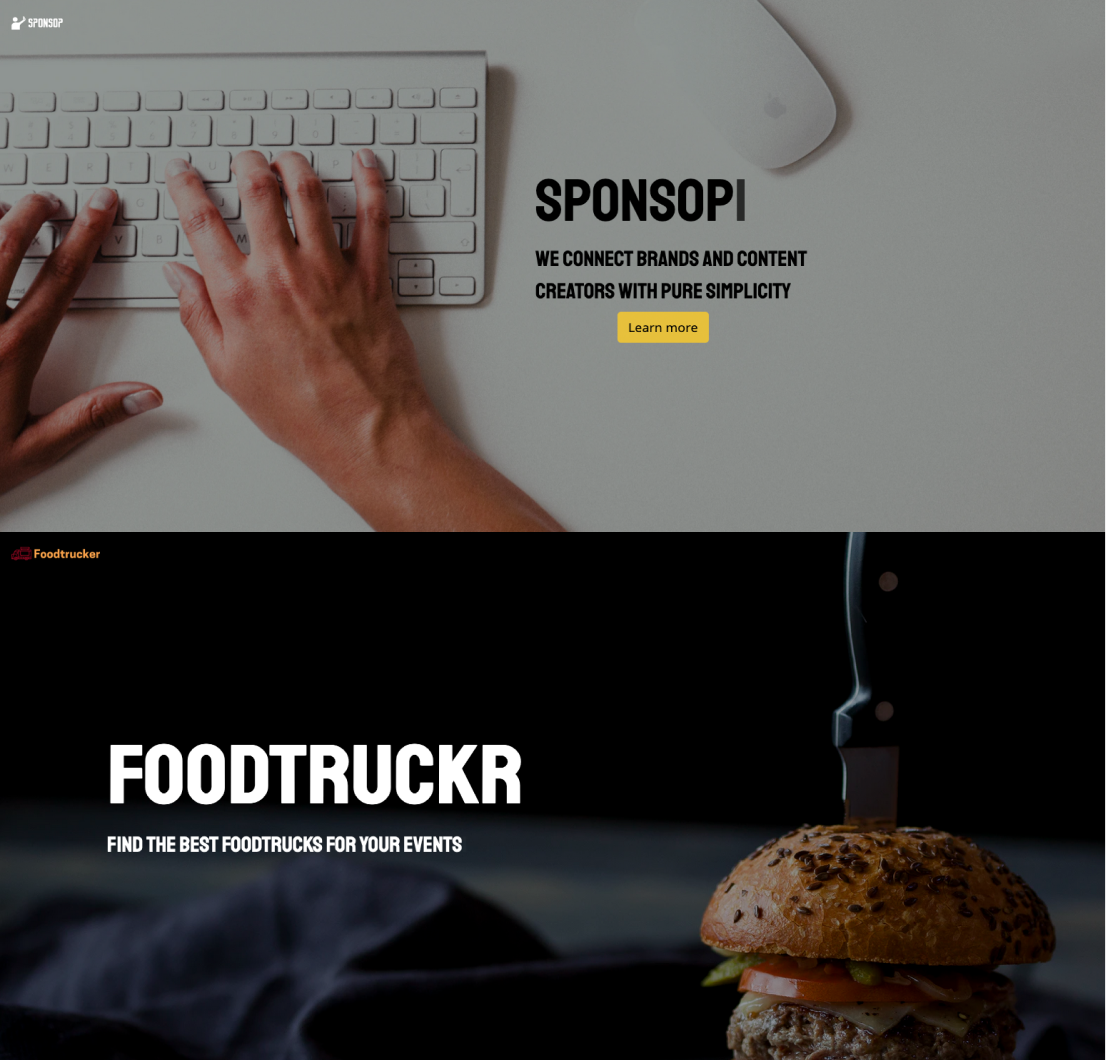 SPONSOP
SPONSOP
WE CONNECT BRANDS AND CONTENT
CREATORS WITH PURE SIMPLICITY
Learn more
Foodtrucker
FOODTRUCKR
FIND THE BEST FOODTRUCKS FOR YOUR EVENTS